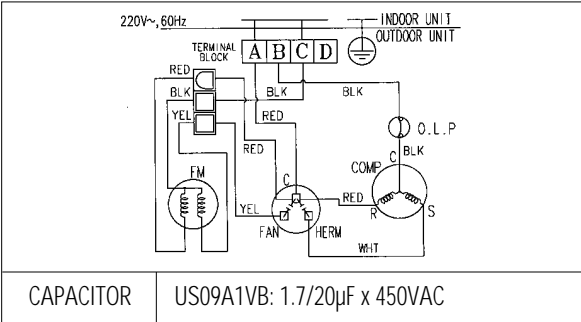 220V~, 60Hz
INDOOR UNIT
OUTDOOR UNIT
TERMINAL
BLOCK
A B C D
RED
BLK
YEL
BLK
BLK
RED
RED
O.L.P
C
BLK
COMP
FM
C
YEL
RED
R
S
FAN
HERM
WHT
CAPACITOR
US09A1VB: 1.7/20µF x 450VAC